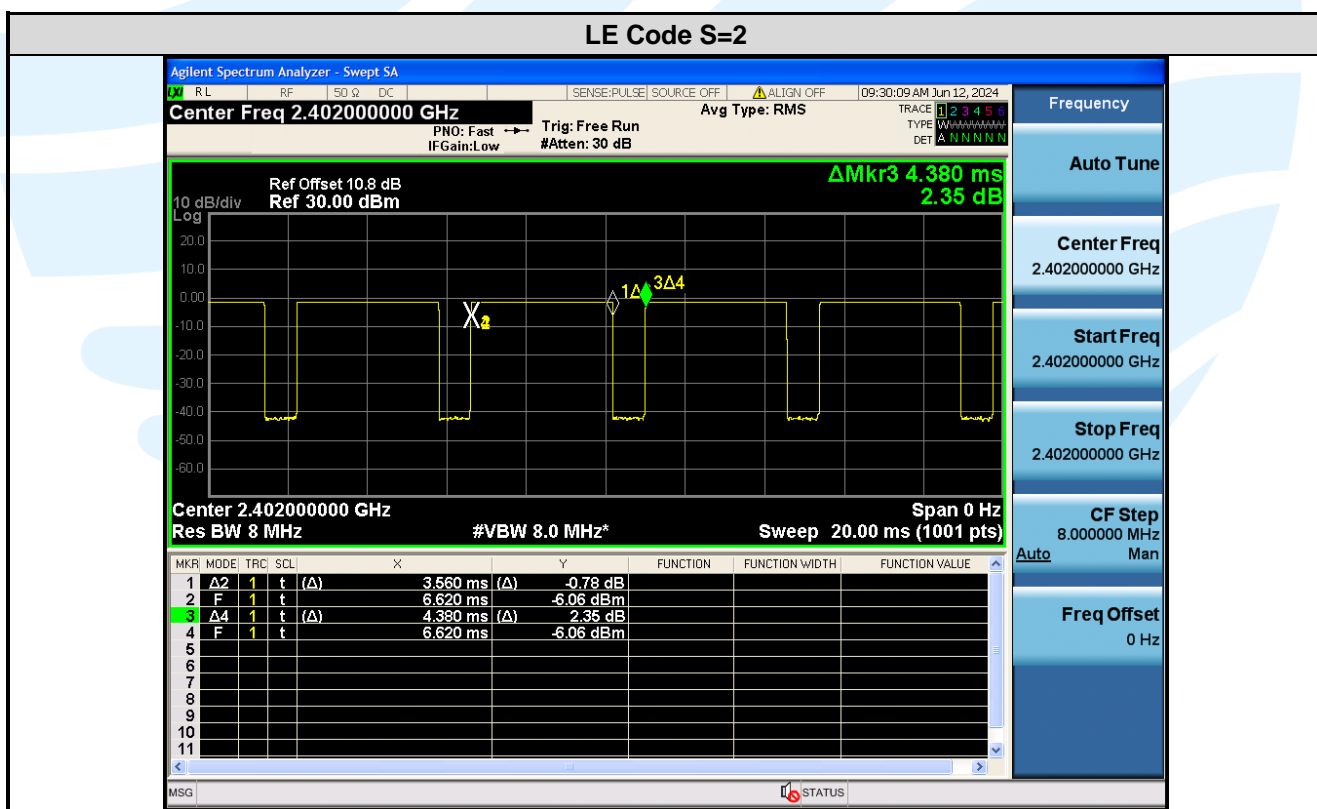 LE Code S=2
Agilent Spectrum Analyzer - Swept SA
LXI RL RF 50 Ω DC SENSE:PULSE SOURCE OFF ALIGN OFF 09:30:09 AM Jun 12, 2024
Center Freq 2.402000000 GHz
PNO: Fast
IFGain:Low
Trig: Free Run
#Atten: 30 dB
Avg Type: RMS
TRACE 1 2 3 4 5 6
TYPE WWWWWW
DET A N N N N N
ΔMkr3 4.380 ms
2.35 dB
Ref Offset 10.8 dB
10 dB/div Ref 30.00 dBm
Log
20.0
10.0
0.00
-10.0
-20.0
-30.0
-40.0
-50.0
-60.0
1Δ
3Δ4
X2
Center 2.402000000 GHz Span 0 Hz
Res BW 8 MHz #VBW 8.0 MHz* Sweep 20.00 ms (1001 pts)
MKR MODE TRC SCL X Y FUNCTION FUNCTION WIDTH FUNCTION VALUE
1 Δ2 1 t (Δ) 3.560 ms (Δ) -0.78 dB
2 F 1 t 6.620 ms -6.06 dBm
3 Δ4 1 t (Δ) 4.380 ms (Δ) 2.35 dB
4 F 1 t 6.620 ms -6.06 dBm
5
6
7
8
9
10
11
MSG STATUS
Frequency
Auto Tune
Center Freq
2.402000000 GHz
Start Freq
2.402000000 GHz
Stop Freq
2.402000000 GHz
CF Step
8.000000 MHz
Auto Man
Freq Offset
0 Hz